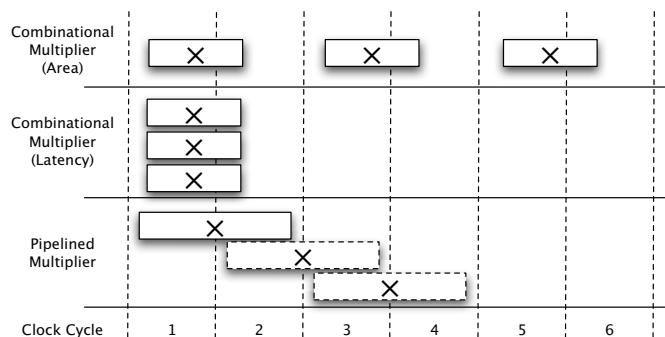 Combinational
Multiplier
(Area)
Combinational
Multiplier
(Latency)
Pipelined
Multiplier
Clock Cycle 1 2 3 4 5 6